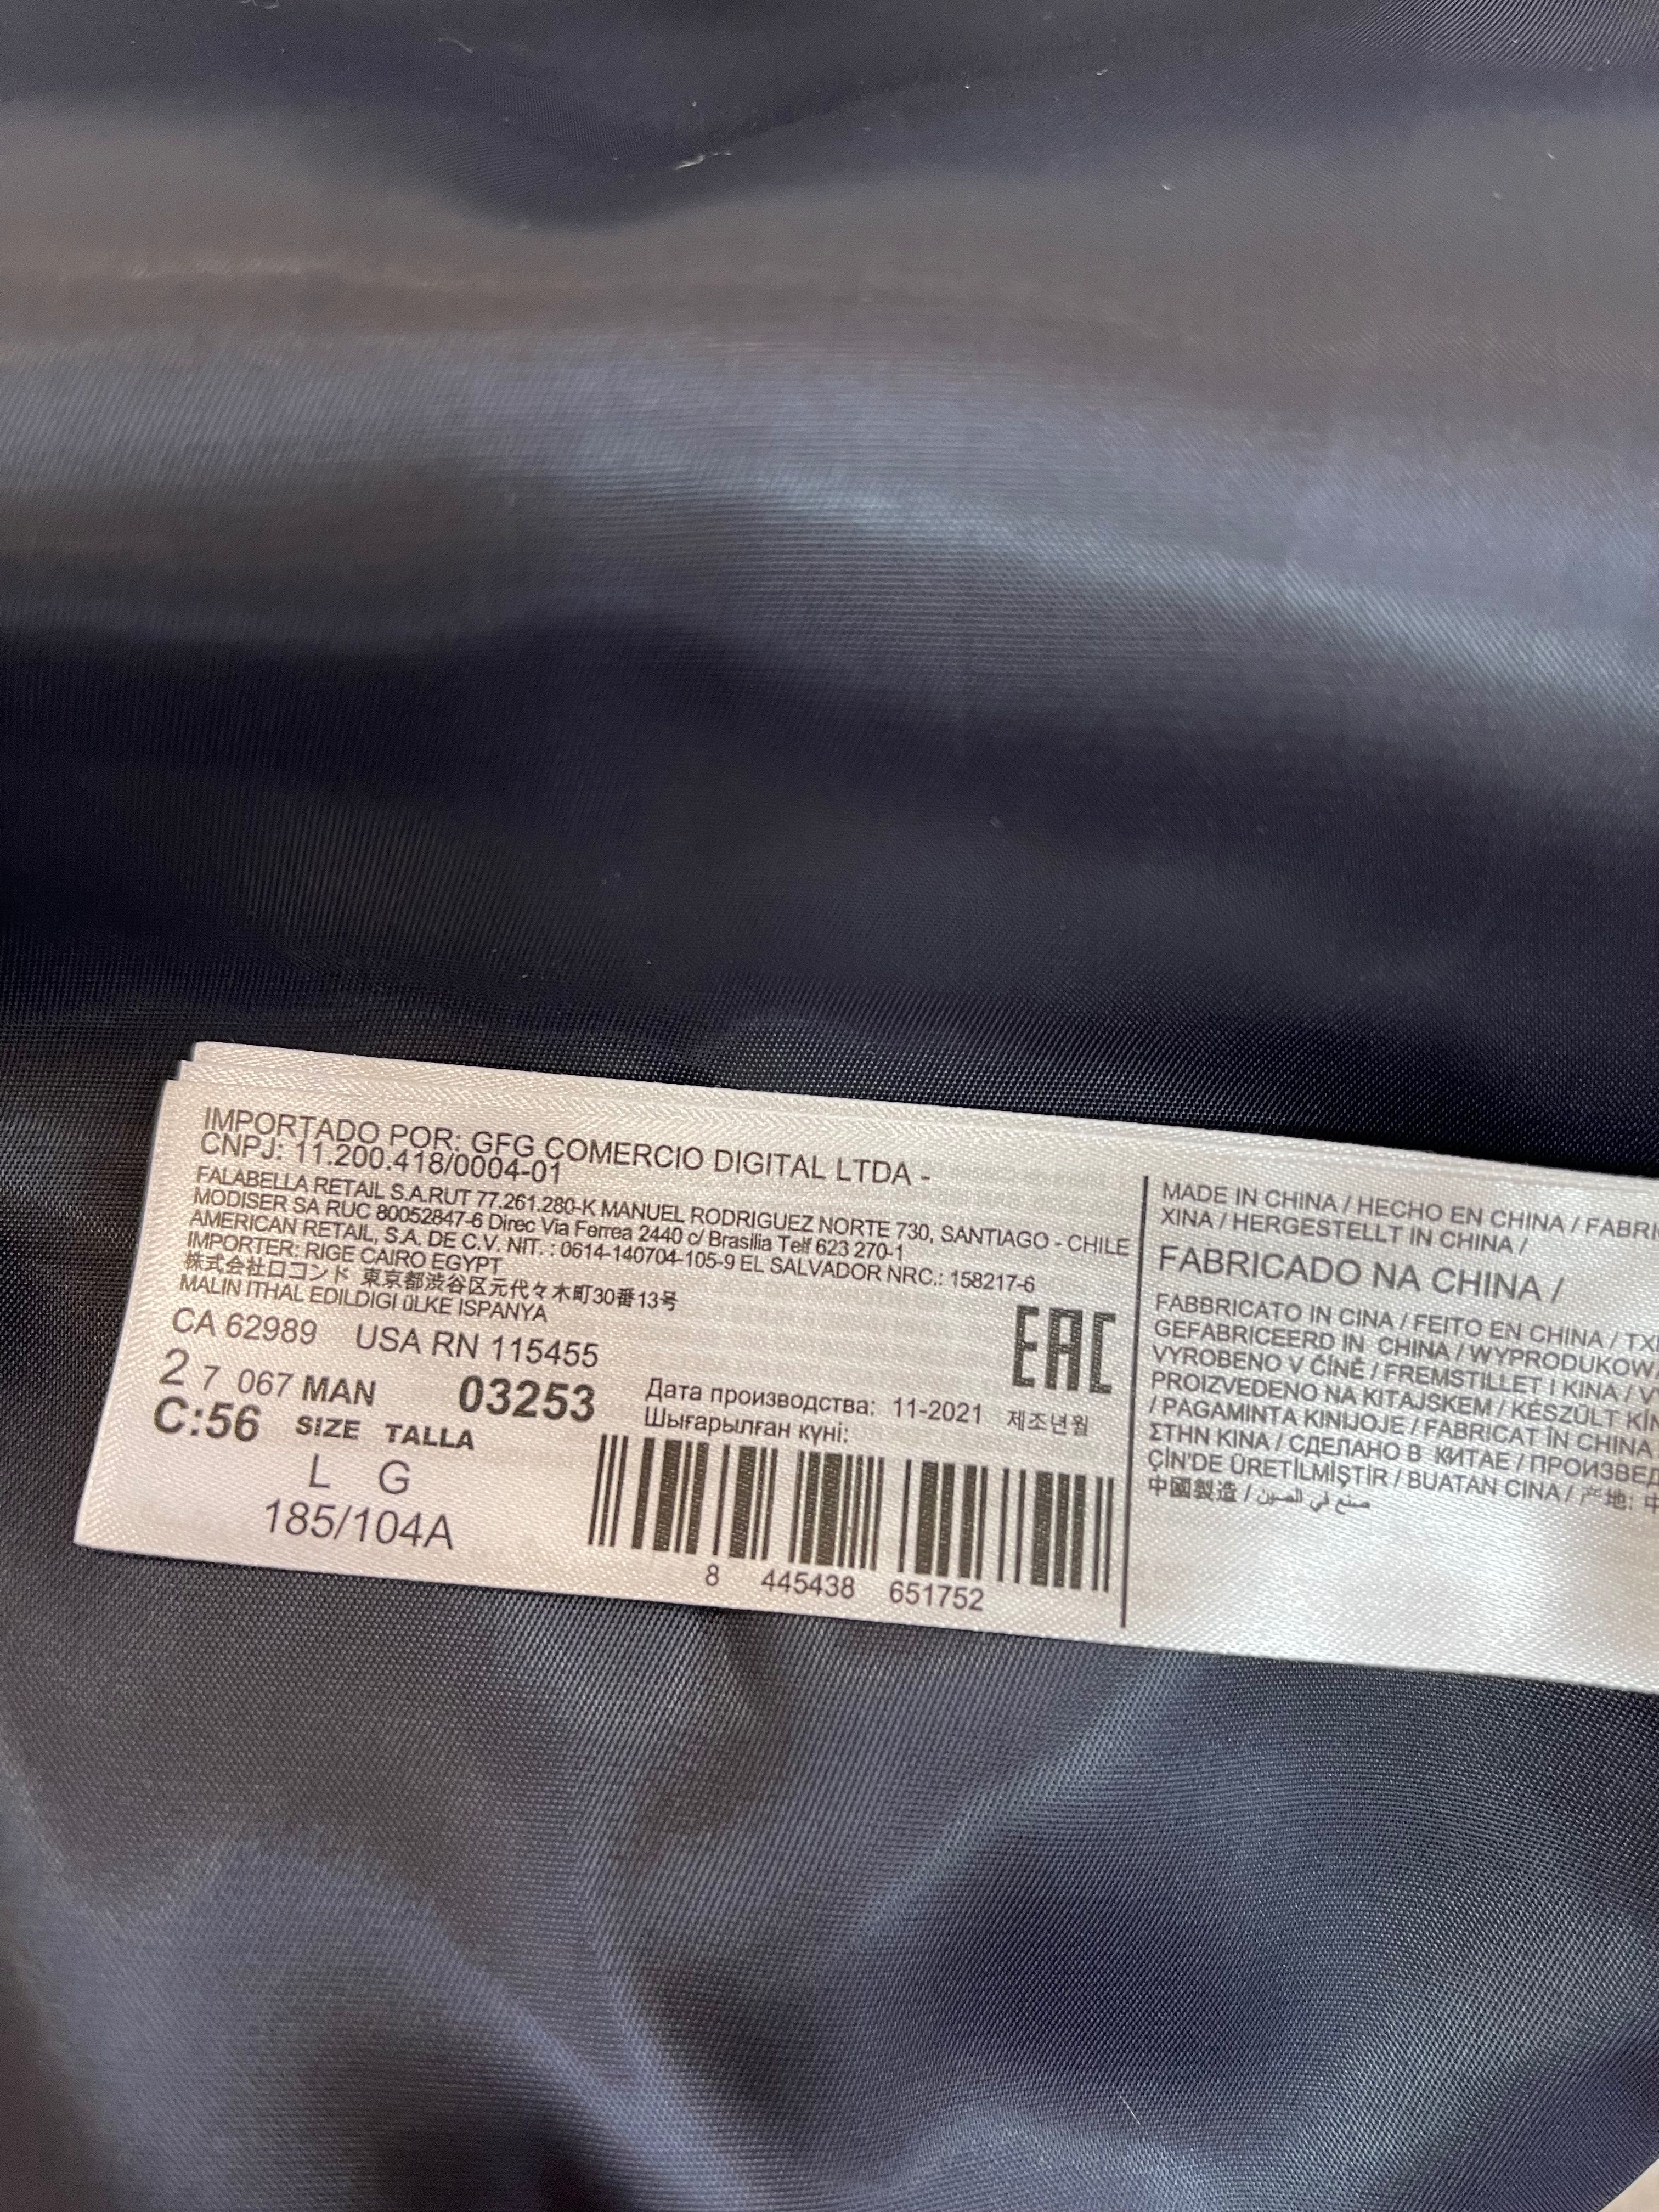 IMPORTADO POR: GFG COMERCIO DIGITAL LTDA -
CNPJ: 11.200.418/0004-01
FALABELLA RETAIL S.A.RUT 77.261.280-K MANUEL RODRIGUEZ NORTE 730, SANTIAGO - CHILE
MODISER SA RUC 80052847-6 Direc Via Ferrea 2440 c/ Brasilia Telf 623 270-1
AMERICAN RETAIL, S.A. DE C.V. NIT. : 0614-140704-105-9 EL SALVADOR NRC.: 158217-6
IMPORTER: RIGE CAIRO EGYPT
株式会社ロコンド 東京都渋谷区元代々木町30番13号
MALIN ITHAL EDILDIGI üLKE ISPANYA
CA 62989 USA RN 115455
EAC
2 7 067 MAN 03253
C:56 SIZE TALLA
L G
185/104A
Дата производства: 11-2021 제조년월
Шығарылған күні:
8 445438 651752
MADE IN CHINA / HECHO EN CHINA / FABRI
XINA / HERGESTELLT IN CHINA /
FABRICADO NA CHINA /
FABBRICATO IN CINA / FEITO EN CHINA / TX
GEFABRICEERD IN CHINA / WYPRODUKOW
VYROBENO V ČÍNĚ / FREMSTILLET I KINA / V
PROIZVEDENO NA KITAJSKEM / KÉSZÜLT KÍN
/ PAGAMINTA KINIJOJE / FABRICAT ÎN CHINA
ΣTHN KINA / СДЕЛАНО В КИТАЕ / ПРОИЗВЕД
ÇİN'DE ÜRETİLMİŞTİR / BUATAN CINA / 产地: 中
中國製造 / صنع في الصين